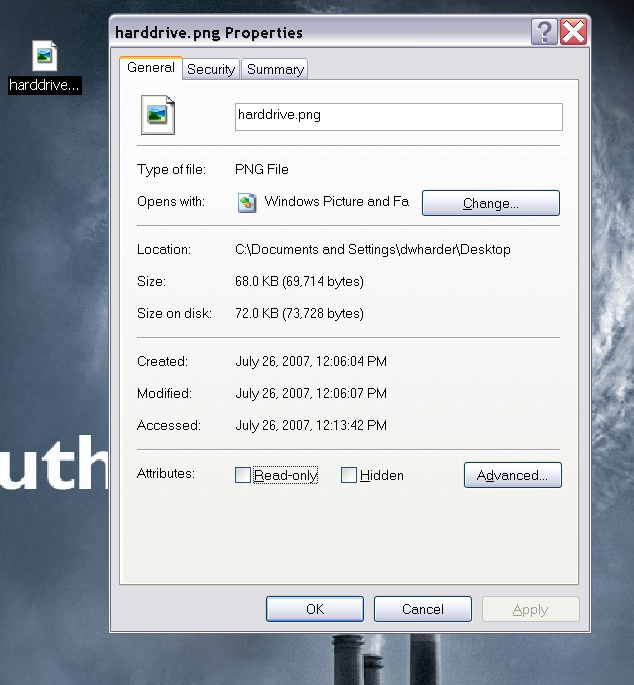 harddrive.png Properties
harddrive...
General Security Summary
harddrive.png
Type of file: PNG File
Opens with: Windows Picture and Fa Change...
Location: C:\Documents and Settings\dwharder\Desktop
Size: 68.0 KB (69,714 bytes)
Size on disk: 72.0 KB (73,728 bytes)
Created: July 26, 2007, 12:06:04 PM
Modified: July 26, 2007, 12:06:07 PM
Accessed: July 26, 2007, 12:13:42 PM
uth
Attributes: Read-only Hidden Advanced...
OK Cancel Apply